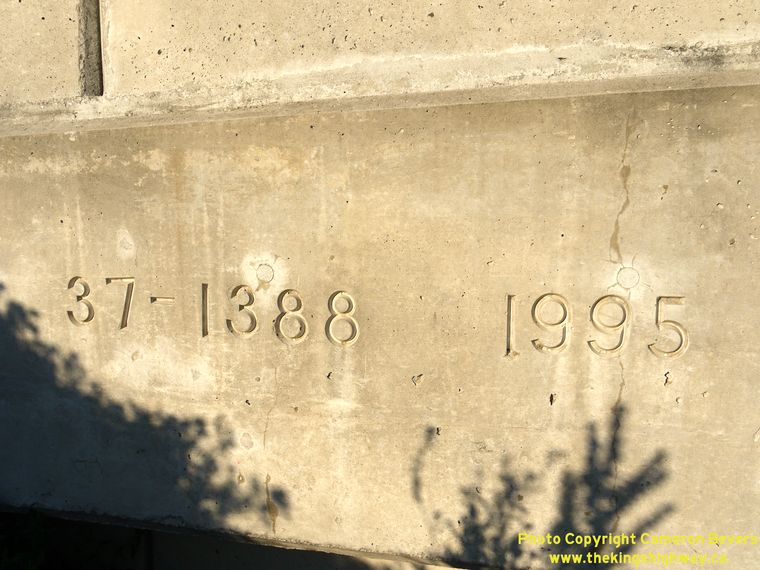 37-1388 1995
Photo Copyright Cameron Bevers
www.thekingshighway.ca